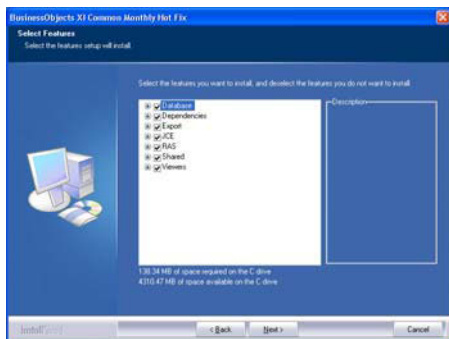 BusinessObjects XI Common Monthly Hot Fix
Select Features
Select the features setup will install.
Select the features you want to install, and deselect the features you do not want to install.
Database
Dependencies
Export
JCE
RAS
Shared
Viewers
Description
138.34 MB of space required on the C drive
4310.47 MB of space available on the C drive
InstallShield
< Back
Next >
Cancel